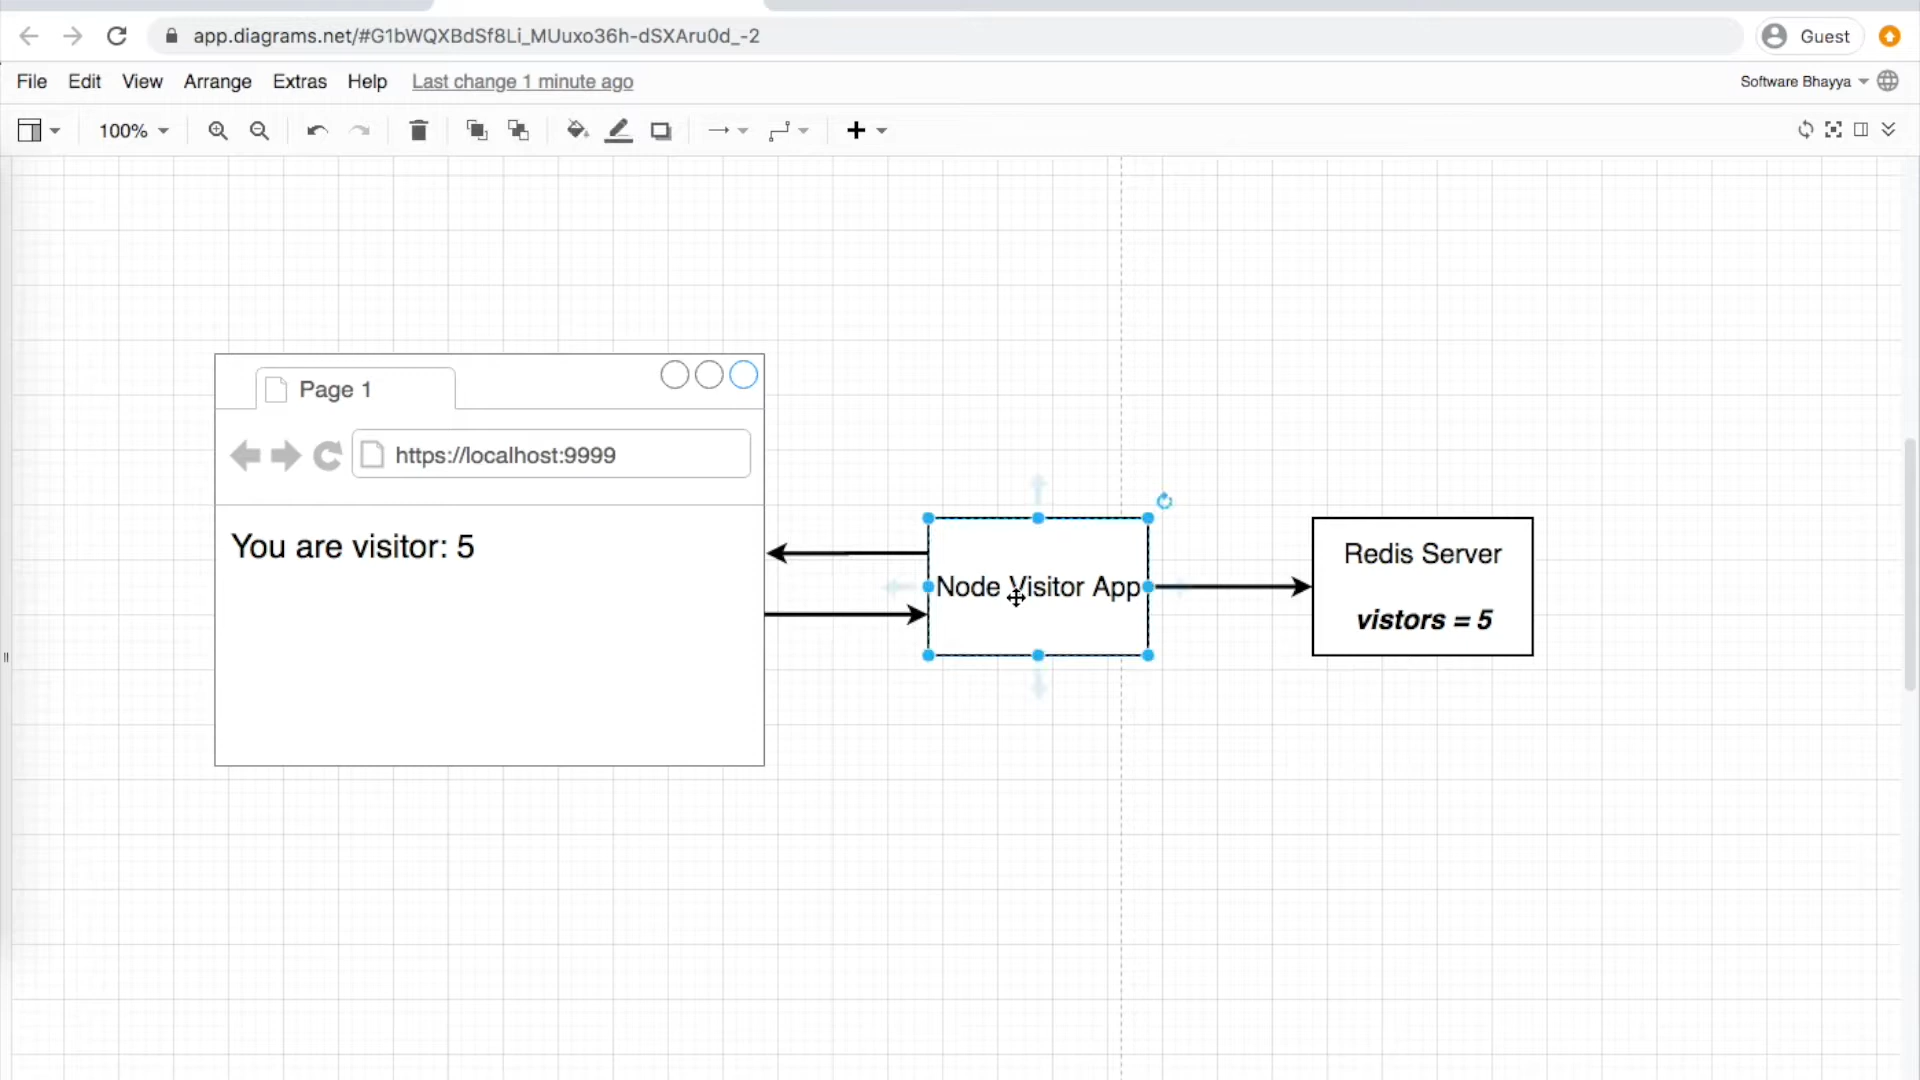 app.diagrams.net/#G1bWQXBdSf8Li_MUuxo36h-dSXAru0d_-2
Guest
File Edit View Arrange Extras Help Last change 1 minute ago
Software Bhayya
100%
Page 1
https://localhost:9999
You are visitor: 5
Node Visitor App
Redis Server
vistors = 5